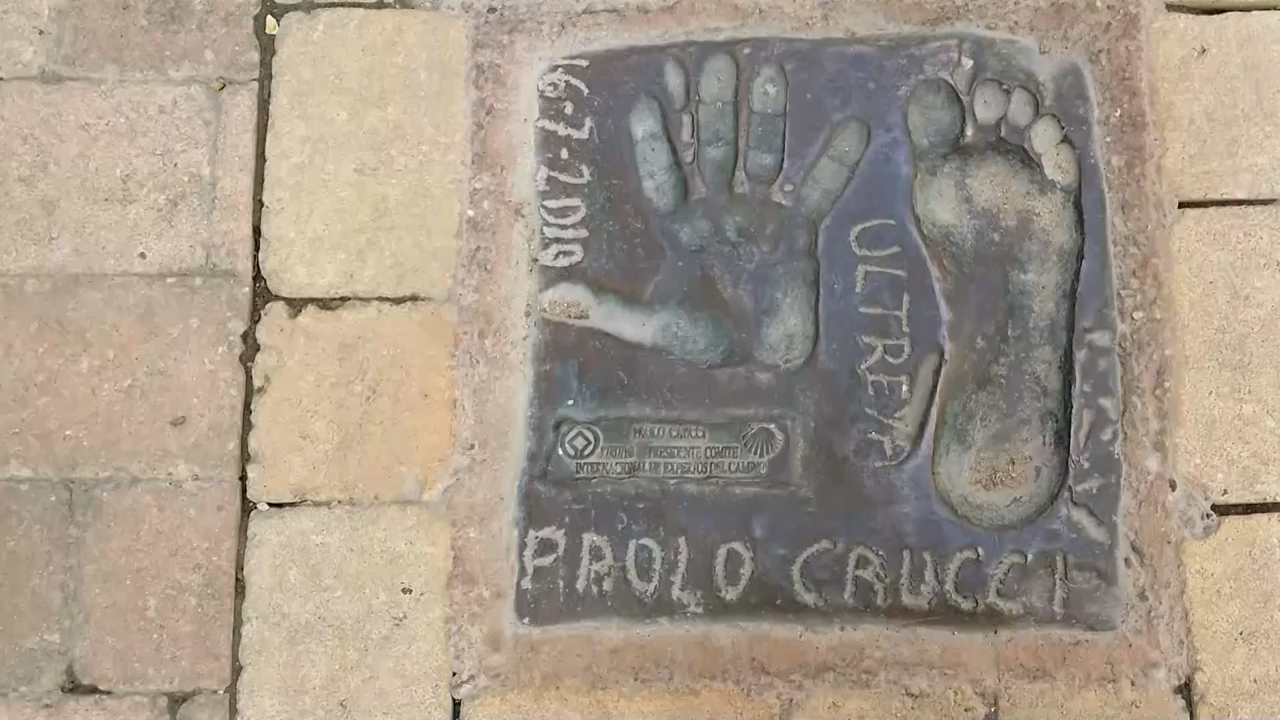 16-7-2010
ULTREYA
PAOLO CAUCCI
PRESIDENTE COMITÉ
INTERNACIONAL DE EXPERTOS DEL CAMINO
PAOLO CAUCCI